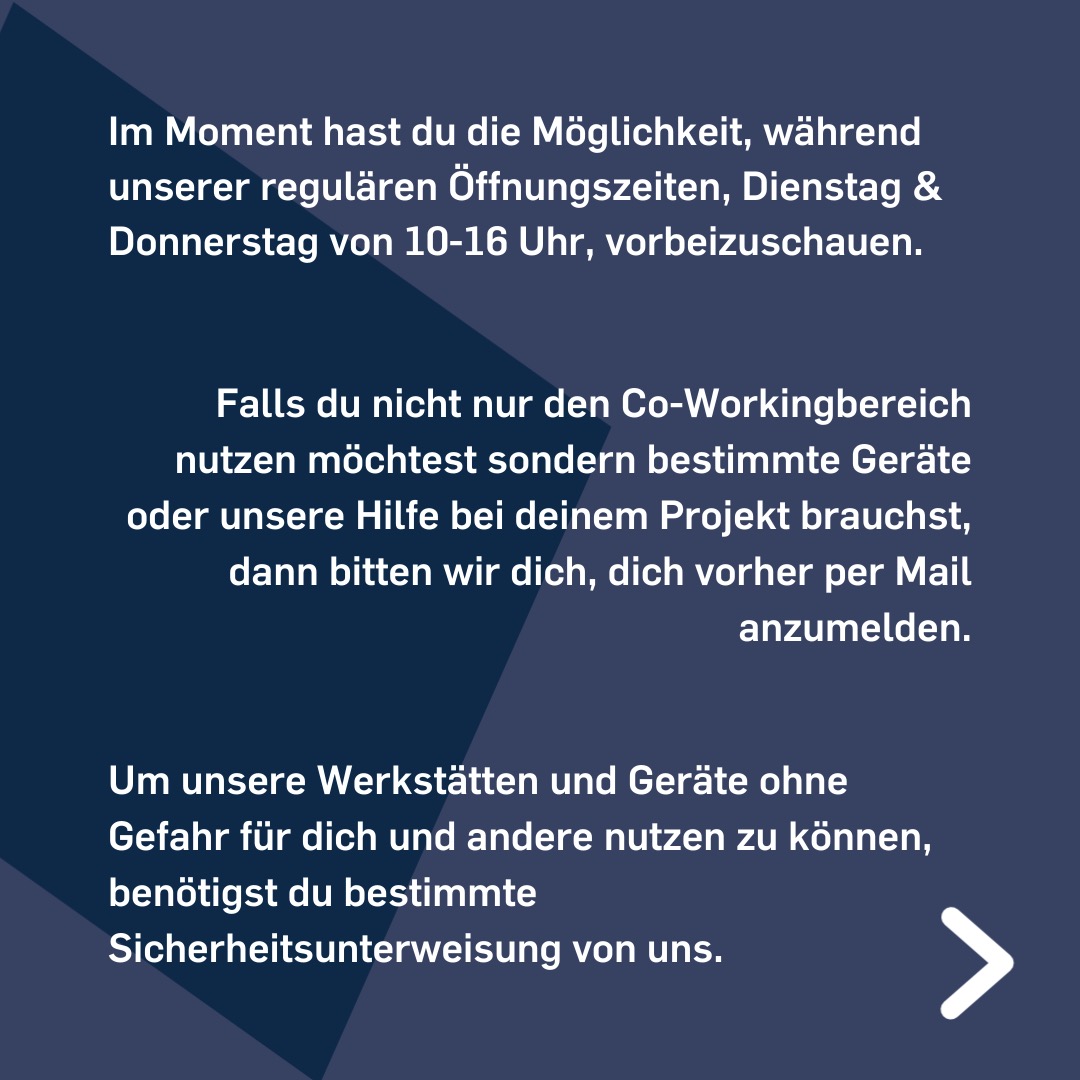 Im Moment hast du die Möglichkeit, während
unserer regulären Öffnungszeiten, Dienstag &
Donnerstag von 10-16 Uhr, vorbeizuschauen.
Falls du nicht nur den Co-Workingbereich
nutzen möchtest sondern bestimmte Geräte
oder unsere Hilfe bei deinem Projekt brauchst,
dann bitten wir dich, dich vorher per Mail
anzumelden.
Um unsere Werkstätten und Geräte ohne
Gefahr für dich und andere nutzen zu können,
benötigst du bestimmte
Sicherheitsunterweisung von uns.